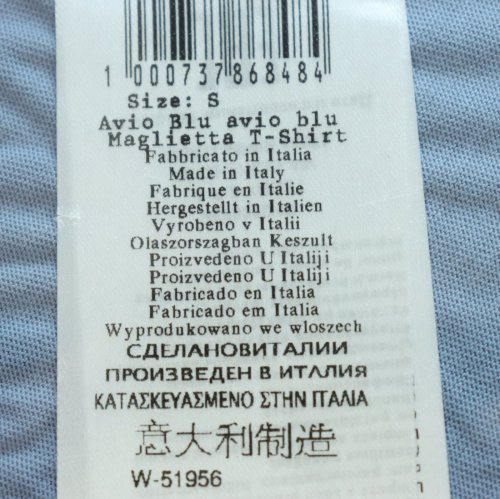 1 000737 868484
Size: S
Avio Blu avio blu
Maglietta T-Shirt
Fabbricato in Italia
Made in Italy
Fabrique en Italie
Hergestellt in Italien
Vyrobeno v Italii
Olaszorszagban Keszult
Proizvedeno U Italiji
Proizvedeno U Italiji
Fabricado en Italia
Fabricado em Italia
Wyprodukowano we wloszech
СДЕЛАНОВИТАЛИИ
ПРОИЗВЕДЕН В ИТАЛИЯ
ΚΑΤΑΣΚΕΥΑΣΜΕΝΟ ΣΤΗΝ ΙΤΑΛΙΑ
意大利制造
W-51956